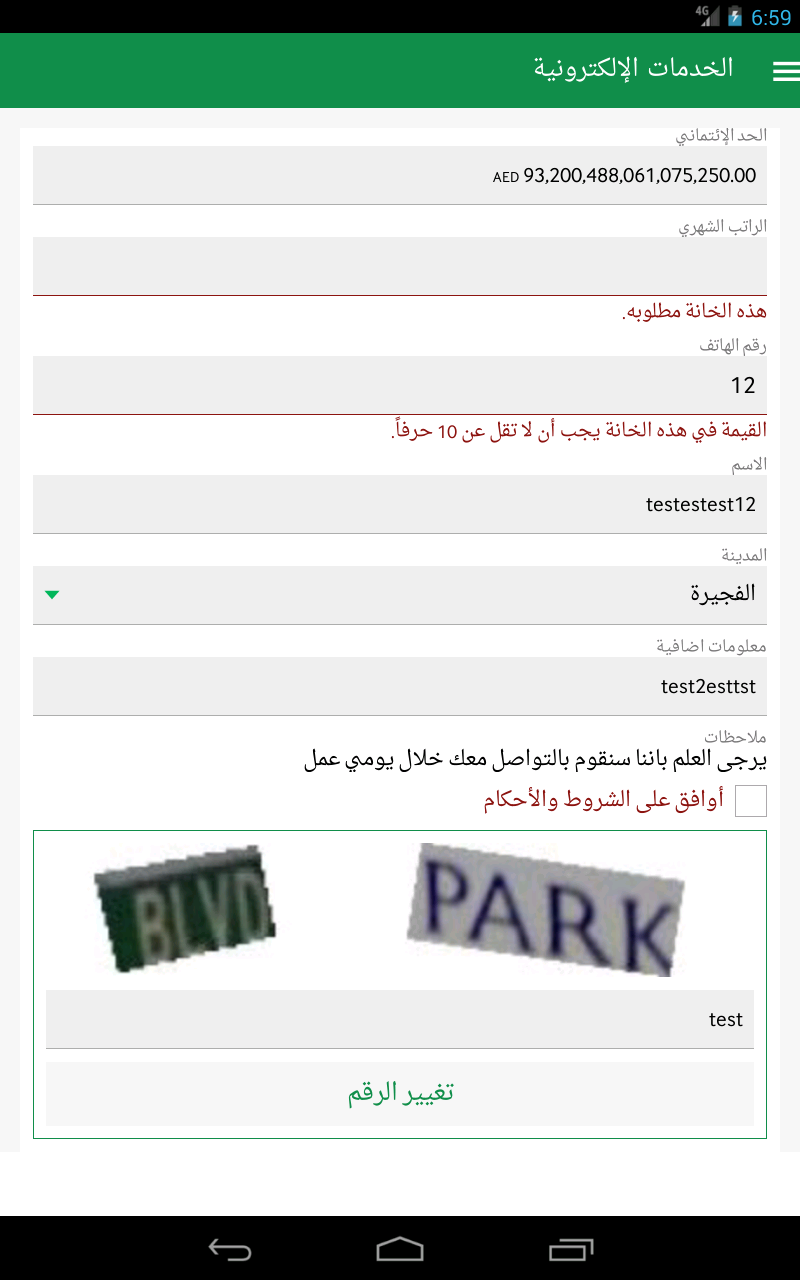 4G 6:59
الخدمات الإلكترونية
الحد الإئتماني
AED 93,200,488,061,075,250.00
الراتب الشهري
هذه الخانة مطلوبه.
رقم الهاتف
12
القيمة في هذه الخانة يجب أن لا تقل عن 10 حرفاً.
الاسم
testestest12
المدينة
الفجيرة
معلومات اضافية
test2esttst
ملاحظات
يرجى العلم باننا سنقوم بالتواصل معك خلال يومي عمل
أوافق على الشروط والأحكام
BLVD PARK
test
تغيير الرقم